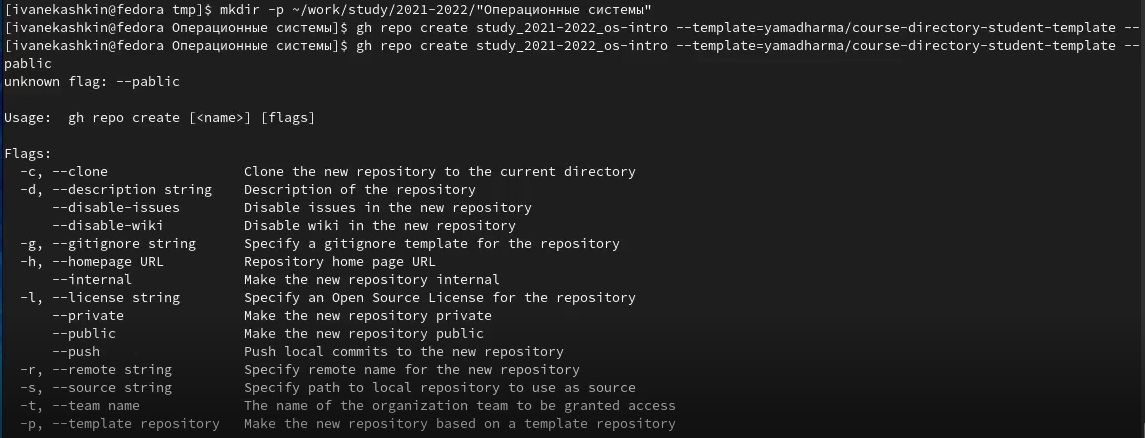 [ivanekashkin@fedora tmp]$ mkdir -p ~/work/study/2021-2022/"Операционные системы"
[ivanekashkin@fedora Операционные системы]$ gh repo create study_2021-2022_os-intro --template=yamadharma/course-directory-student-template --
[ivanekashkin@fedora Операционные системы]$ gh repo create study_2021-2022_os-intro --template=yamadharma/course-directory-student-template --
pablic
unknown flag: --pablic
Usage:  gh repo create [<name>] [flags]
Flags:
-c, --clone Clone the new repository to the current directory
-d, --description string Description of the repository
--disable-issues Disable issues in the new repository
--disable-wiki Disable wiki in the new repository
-g, --gitignore string Specify a gitignore template for the repository
-h, --homepage URL Repository home page URL
--internal Make the new repository internal
-l, --license string Specify an Open Source License for the repository
--private Make the new repository private
--public Make the new repository public
--push Push local commits to the new repository
-r, --remote string Specify remote name for the new repository
-s, --source string Specify path to local repository to use as source
-t, --team name The name of the organization team to be granted access
-p, --template repository Make the new repository based on a template repository